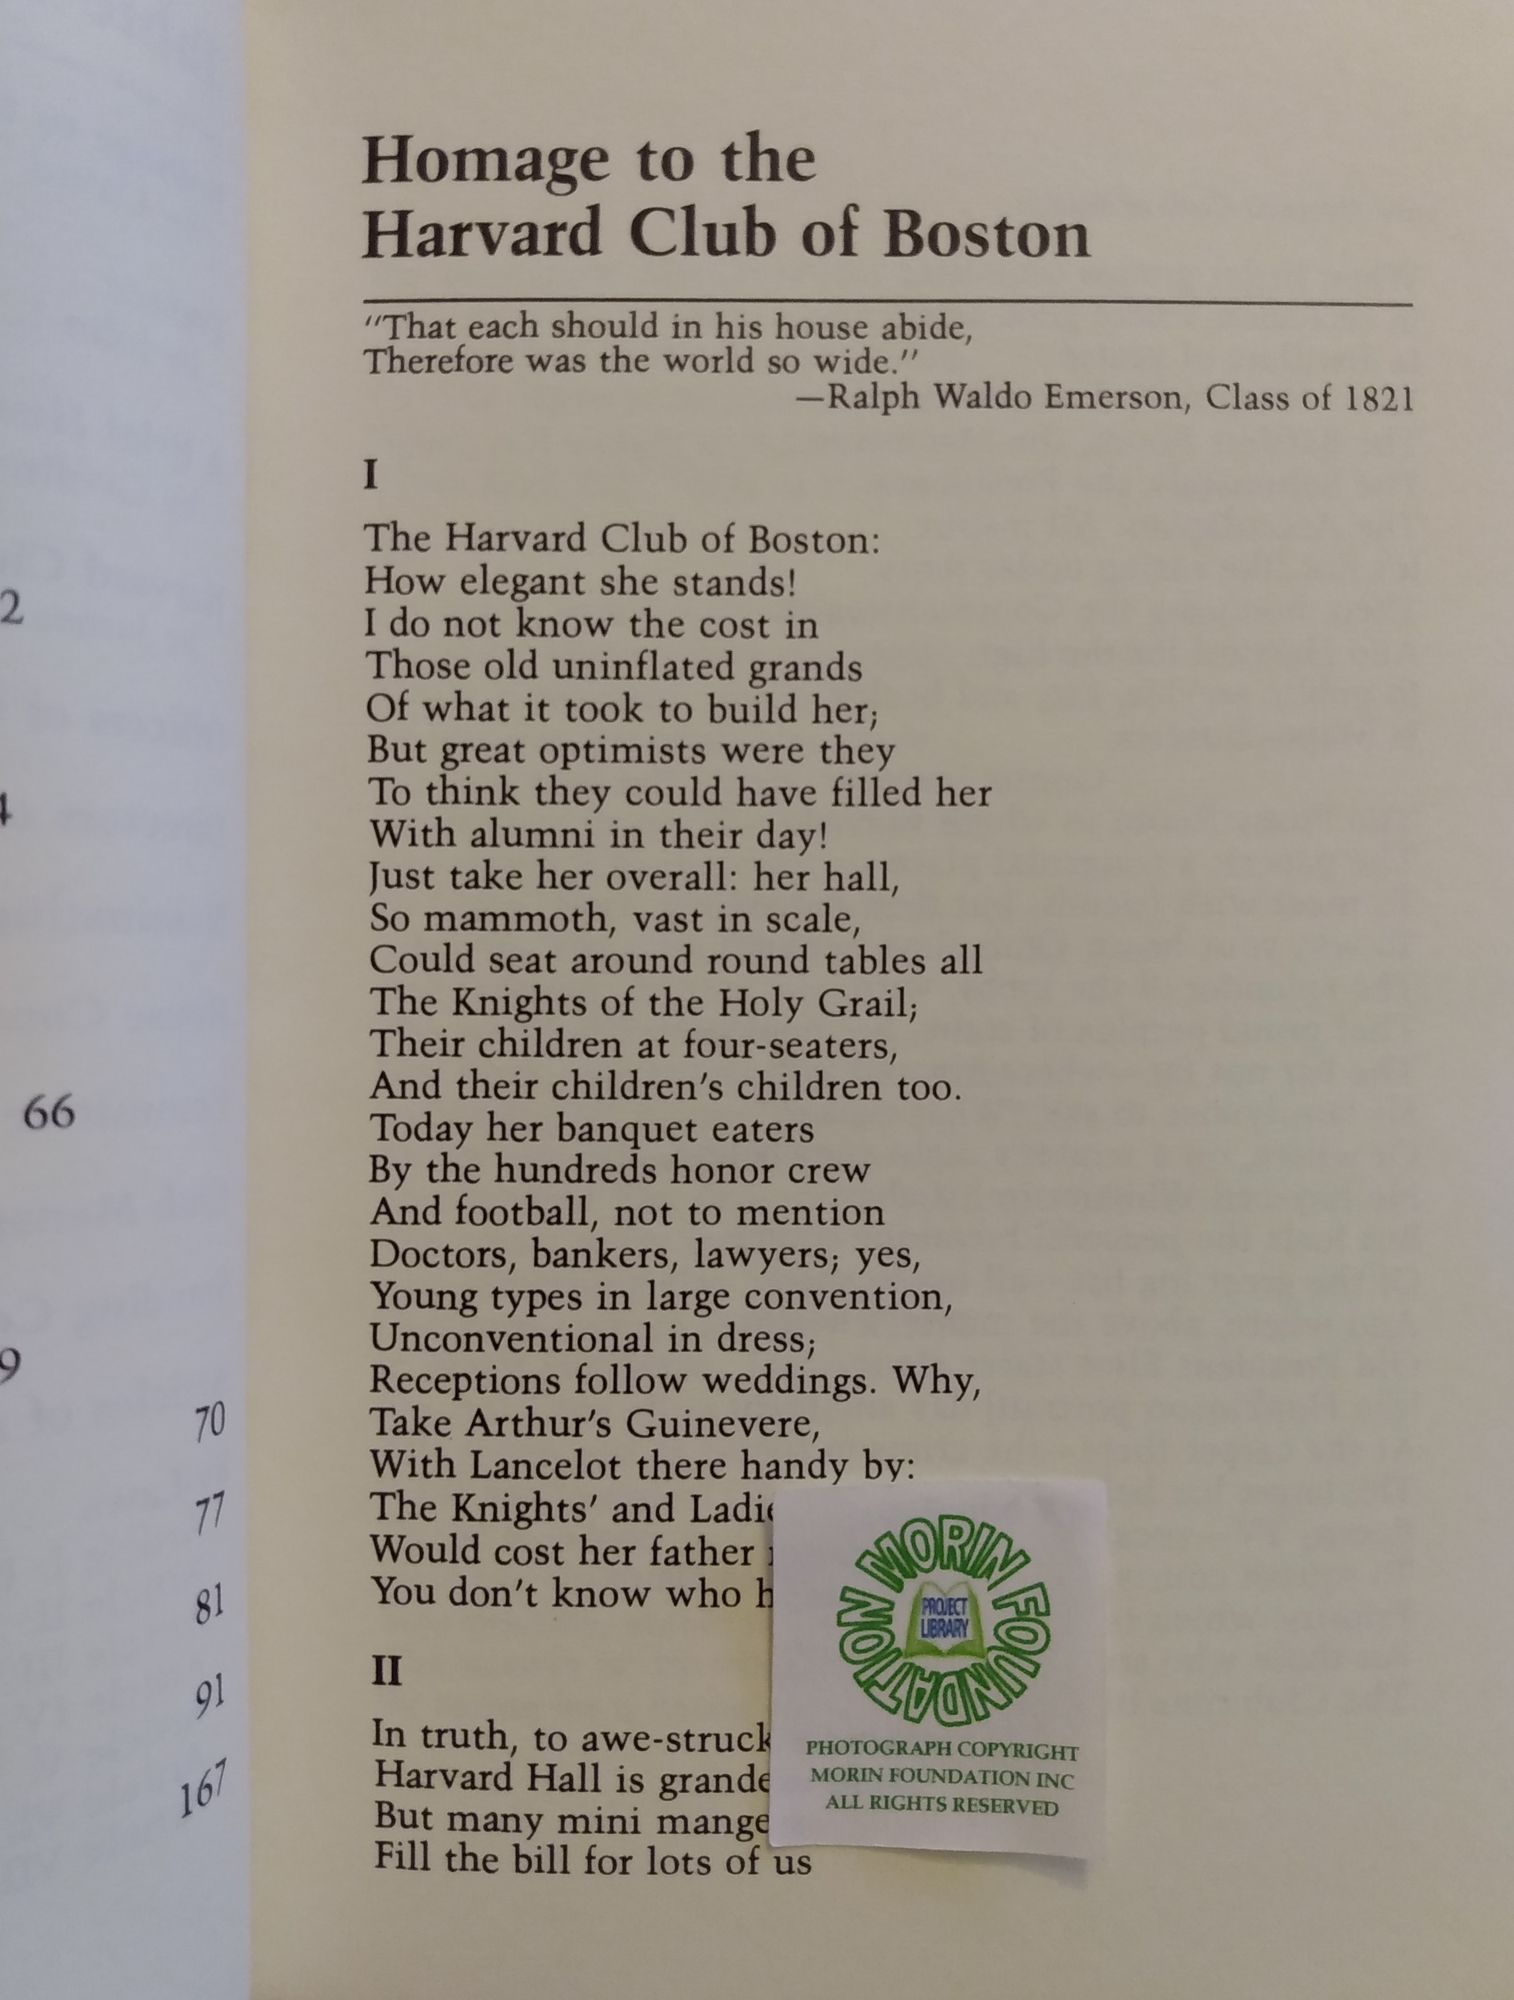 Homage to the
Harvard Club of Boston
"That each should in his house abide,
Therefore was the world so wide."
—Ralph Waldo Emerson, Class of 1821
I
The Harvard Club of Boston:
How elegant she stands!
I do not know the cost in
Those old uninflated grands
Of what it took to build her;
But great optimists were they
To think they could have filled her
With alumni in their day!
Just take her overall: her hall,
So mammoth, vast in scale,
Could seat around round tables all
The Knights of the Holy Grail;
Their children at four-seaters,
And their children's children too.
Today her banquet eaters
By the hundreds honor crew
And football, not to mention
Doctors, bankers, lawyers; yes,
Young types in large convention,
Unconventional in dress;
Receptions follow weddings. Why,
Take Arthur's Guinevere,
With Lancelot there handy by:
The Knights' and
Would cost her father
You don't know who
II
In truth, to
Harvard Hall is
But many mini
Fill the bill for lots of us
2
66
9
70
77
81
91
167
MORIN FOUNDATION
PROJECT
LIBRARY
PHOTOGRAPH COPYRIGHT
MORIN FOUNDATION INC
ALL RIGHTS RESERVED